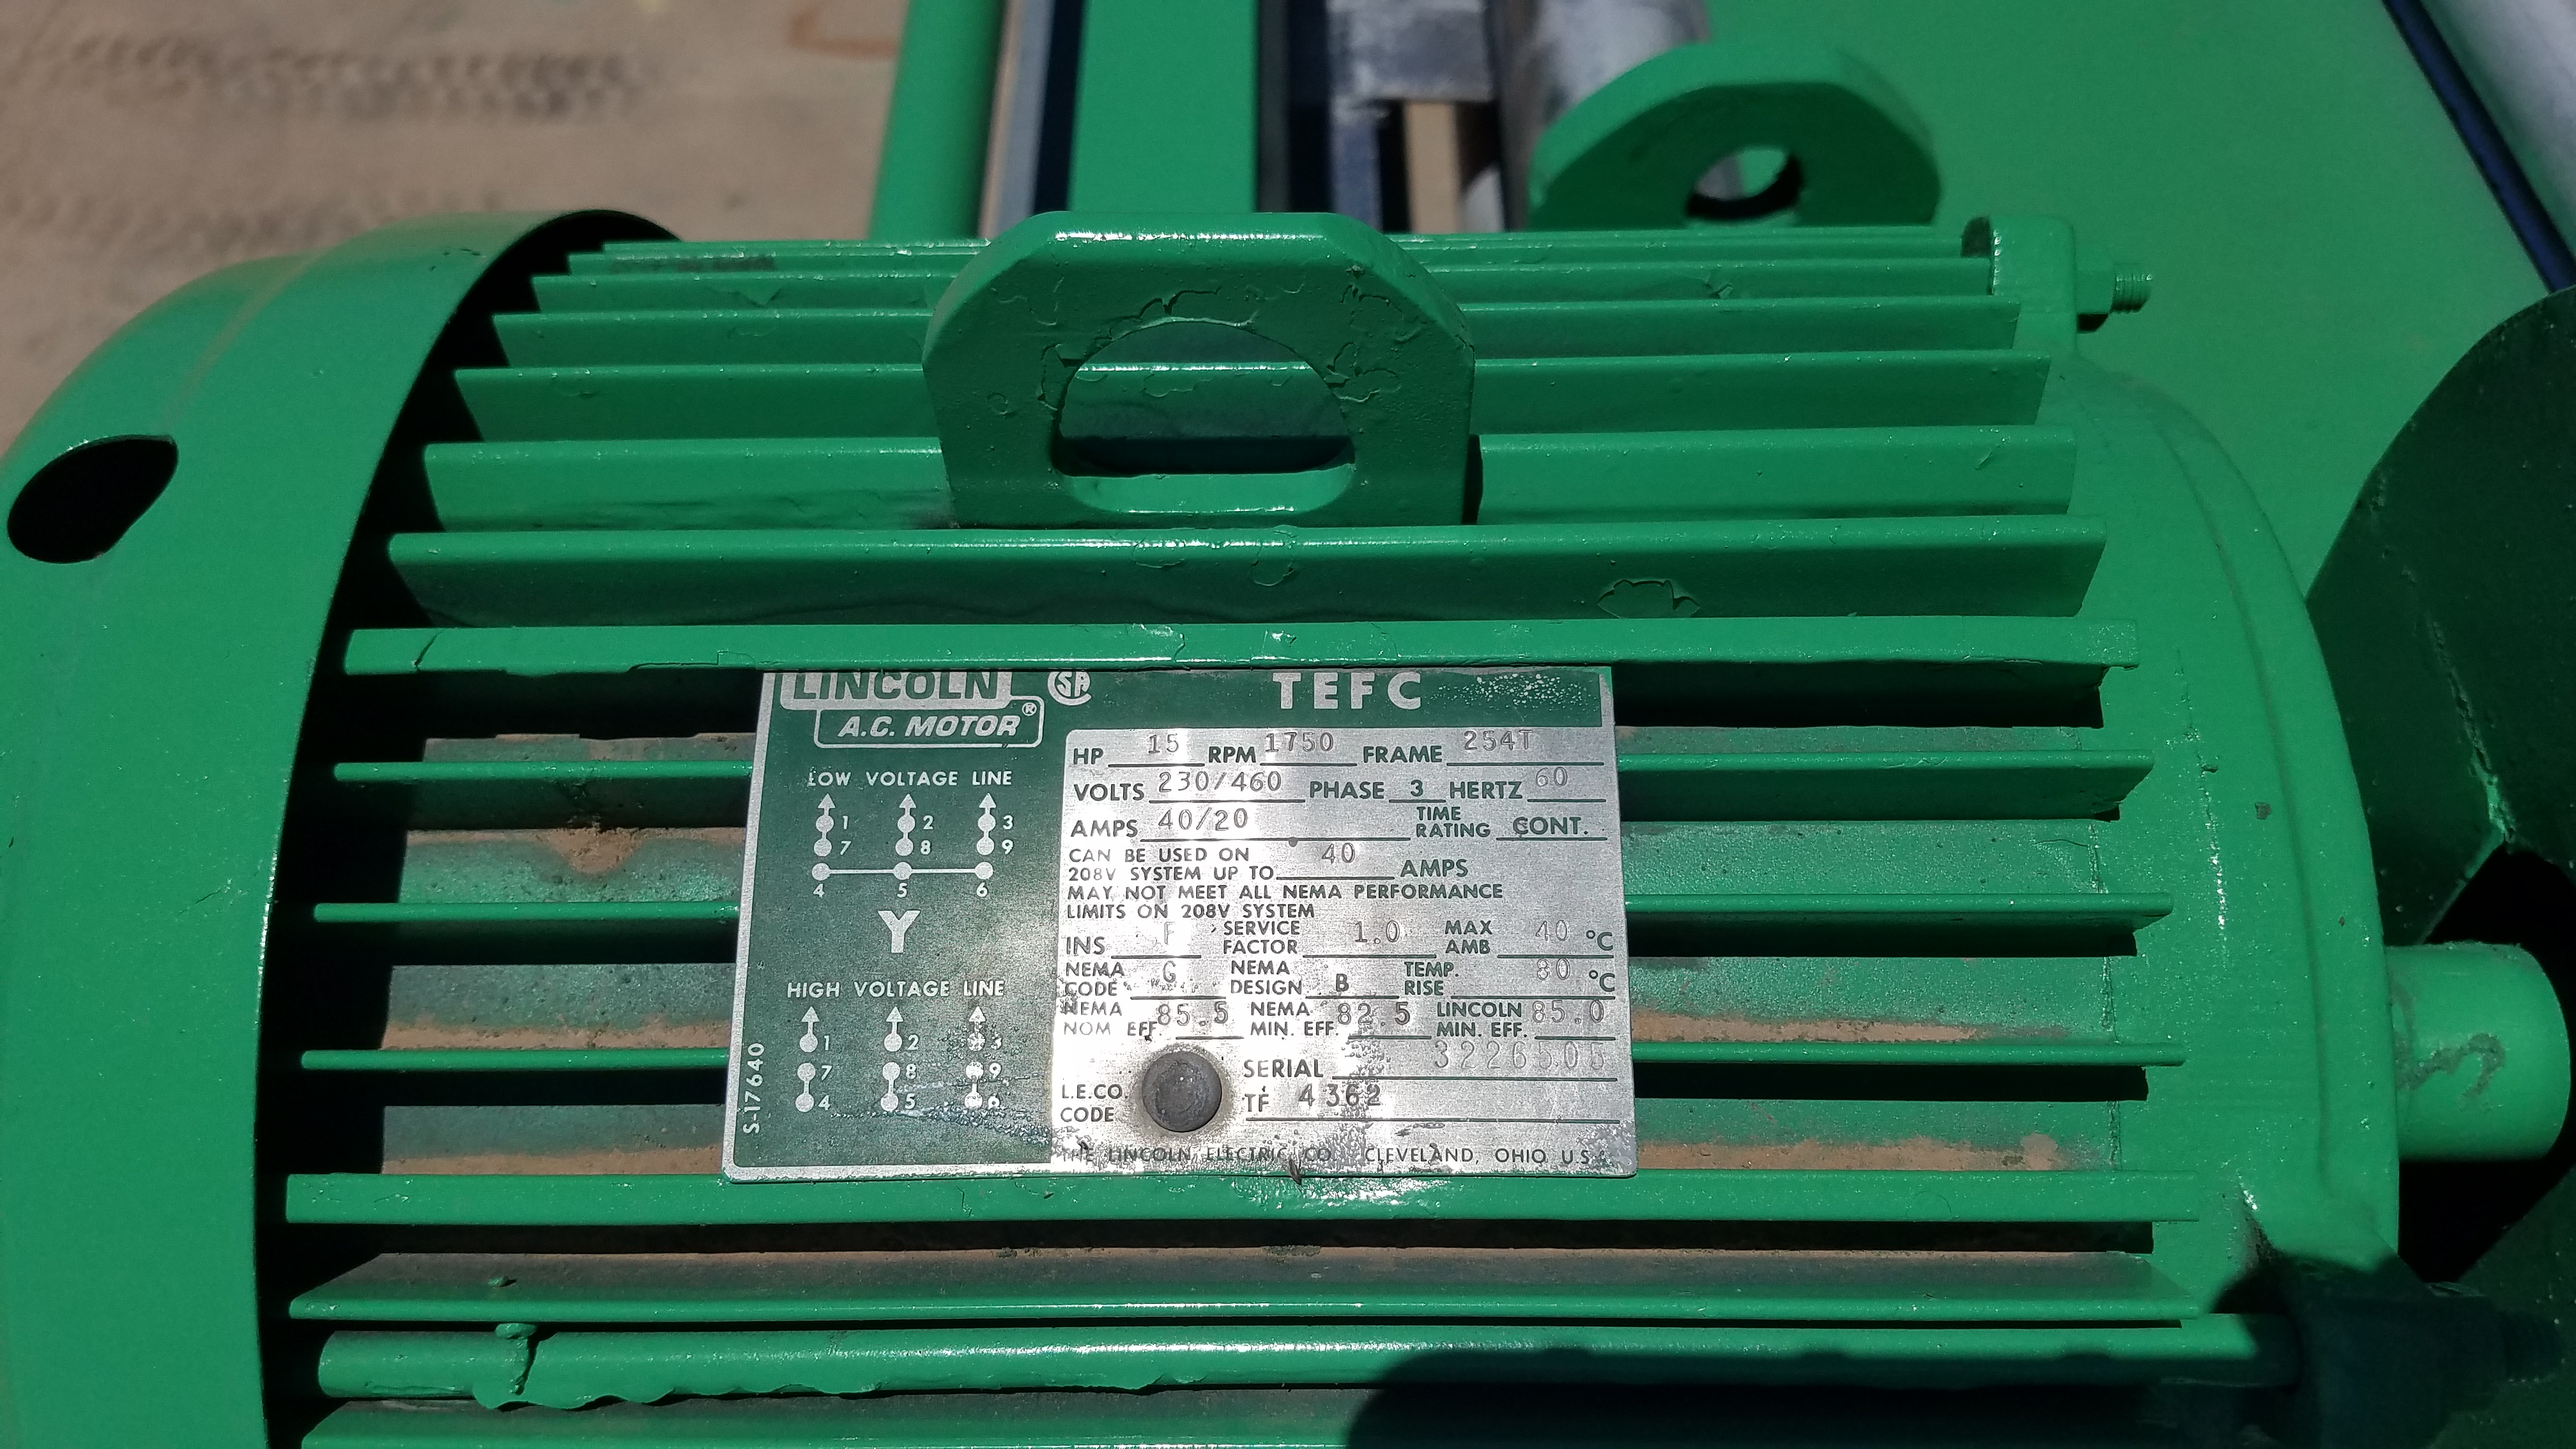 LINCOLN
A.C. MOTOR ®
SA
TEFC
LOW VOLTAGE LINE
1 2 3
7 8 9
4 5 6
Y
HIGH VOLTAGE LINE
1 2 3
7 8 9
4 5 6
S-17640
HP 15 RPM 1750 FRAME 254T
VOLTS 230/460 PHASE 3 HERTZ 60
AMPS 40/20 TIME RATING CONT.
CAN BE USED ON
208V SYSTEM UP TO 40 AMPS
MAY NOT MEET ALL NEMA PERFORMANCE
LIMITS ON 208V SYSTEM
INS F SERVICE FACTOR 1.0 MAX AMB 40 °C
NEMA CODE G NEMA DESIGN B TEMP. RISE 80 °C
NEMA NOM EFF. 85.5 NEMA MIN. EFF. 82.5 LINCOLN MIN. EFF. 85.0
SERIAL 3226505
L.E.CO. CODE TF 4362
THE LINCOLN ELECTRIC CO. CLEVELAND, OHIO U.S.